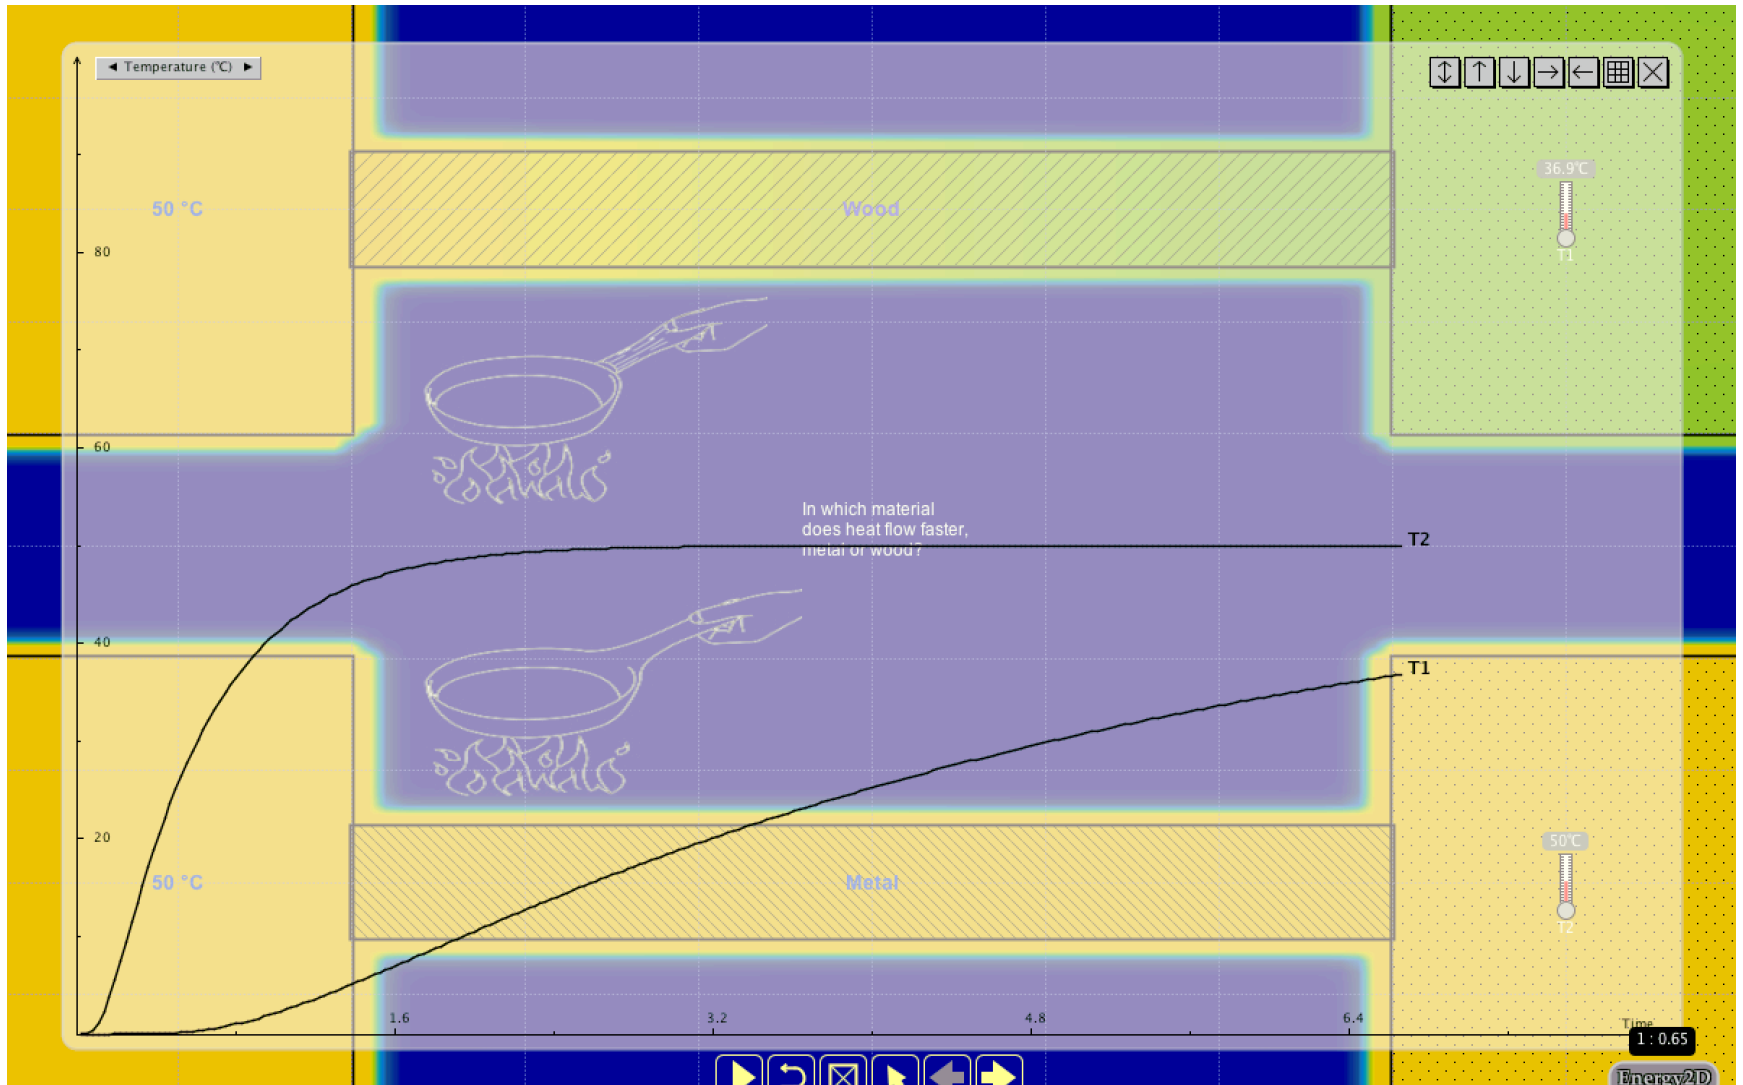 ◄ Temperature (℃) ►
36.9℃
50 °C
Wood
T1
80
60
In which material
does heat flow faster,
metal or wood?
T2
40
T1
20
50℃
50 °C
Metal
T2
1.6
3.2
4.8
6.4
Time
1 : 0.65
Energy2D